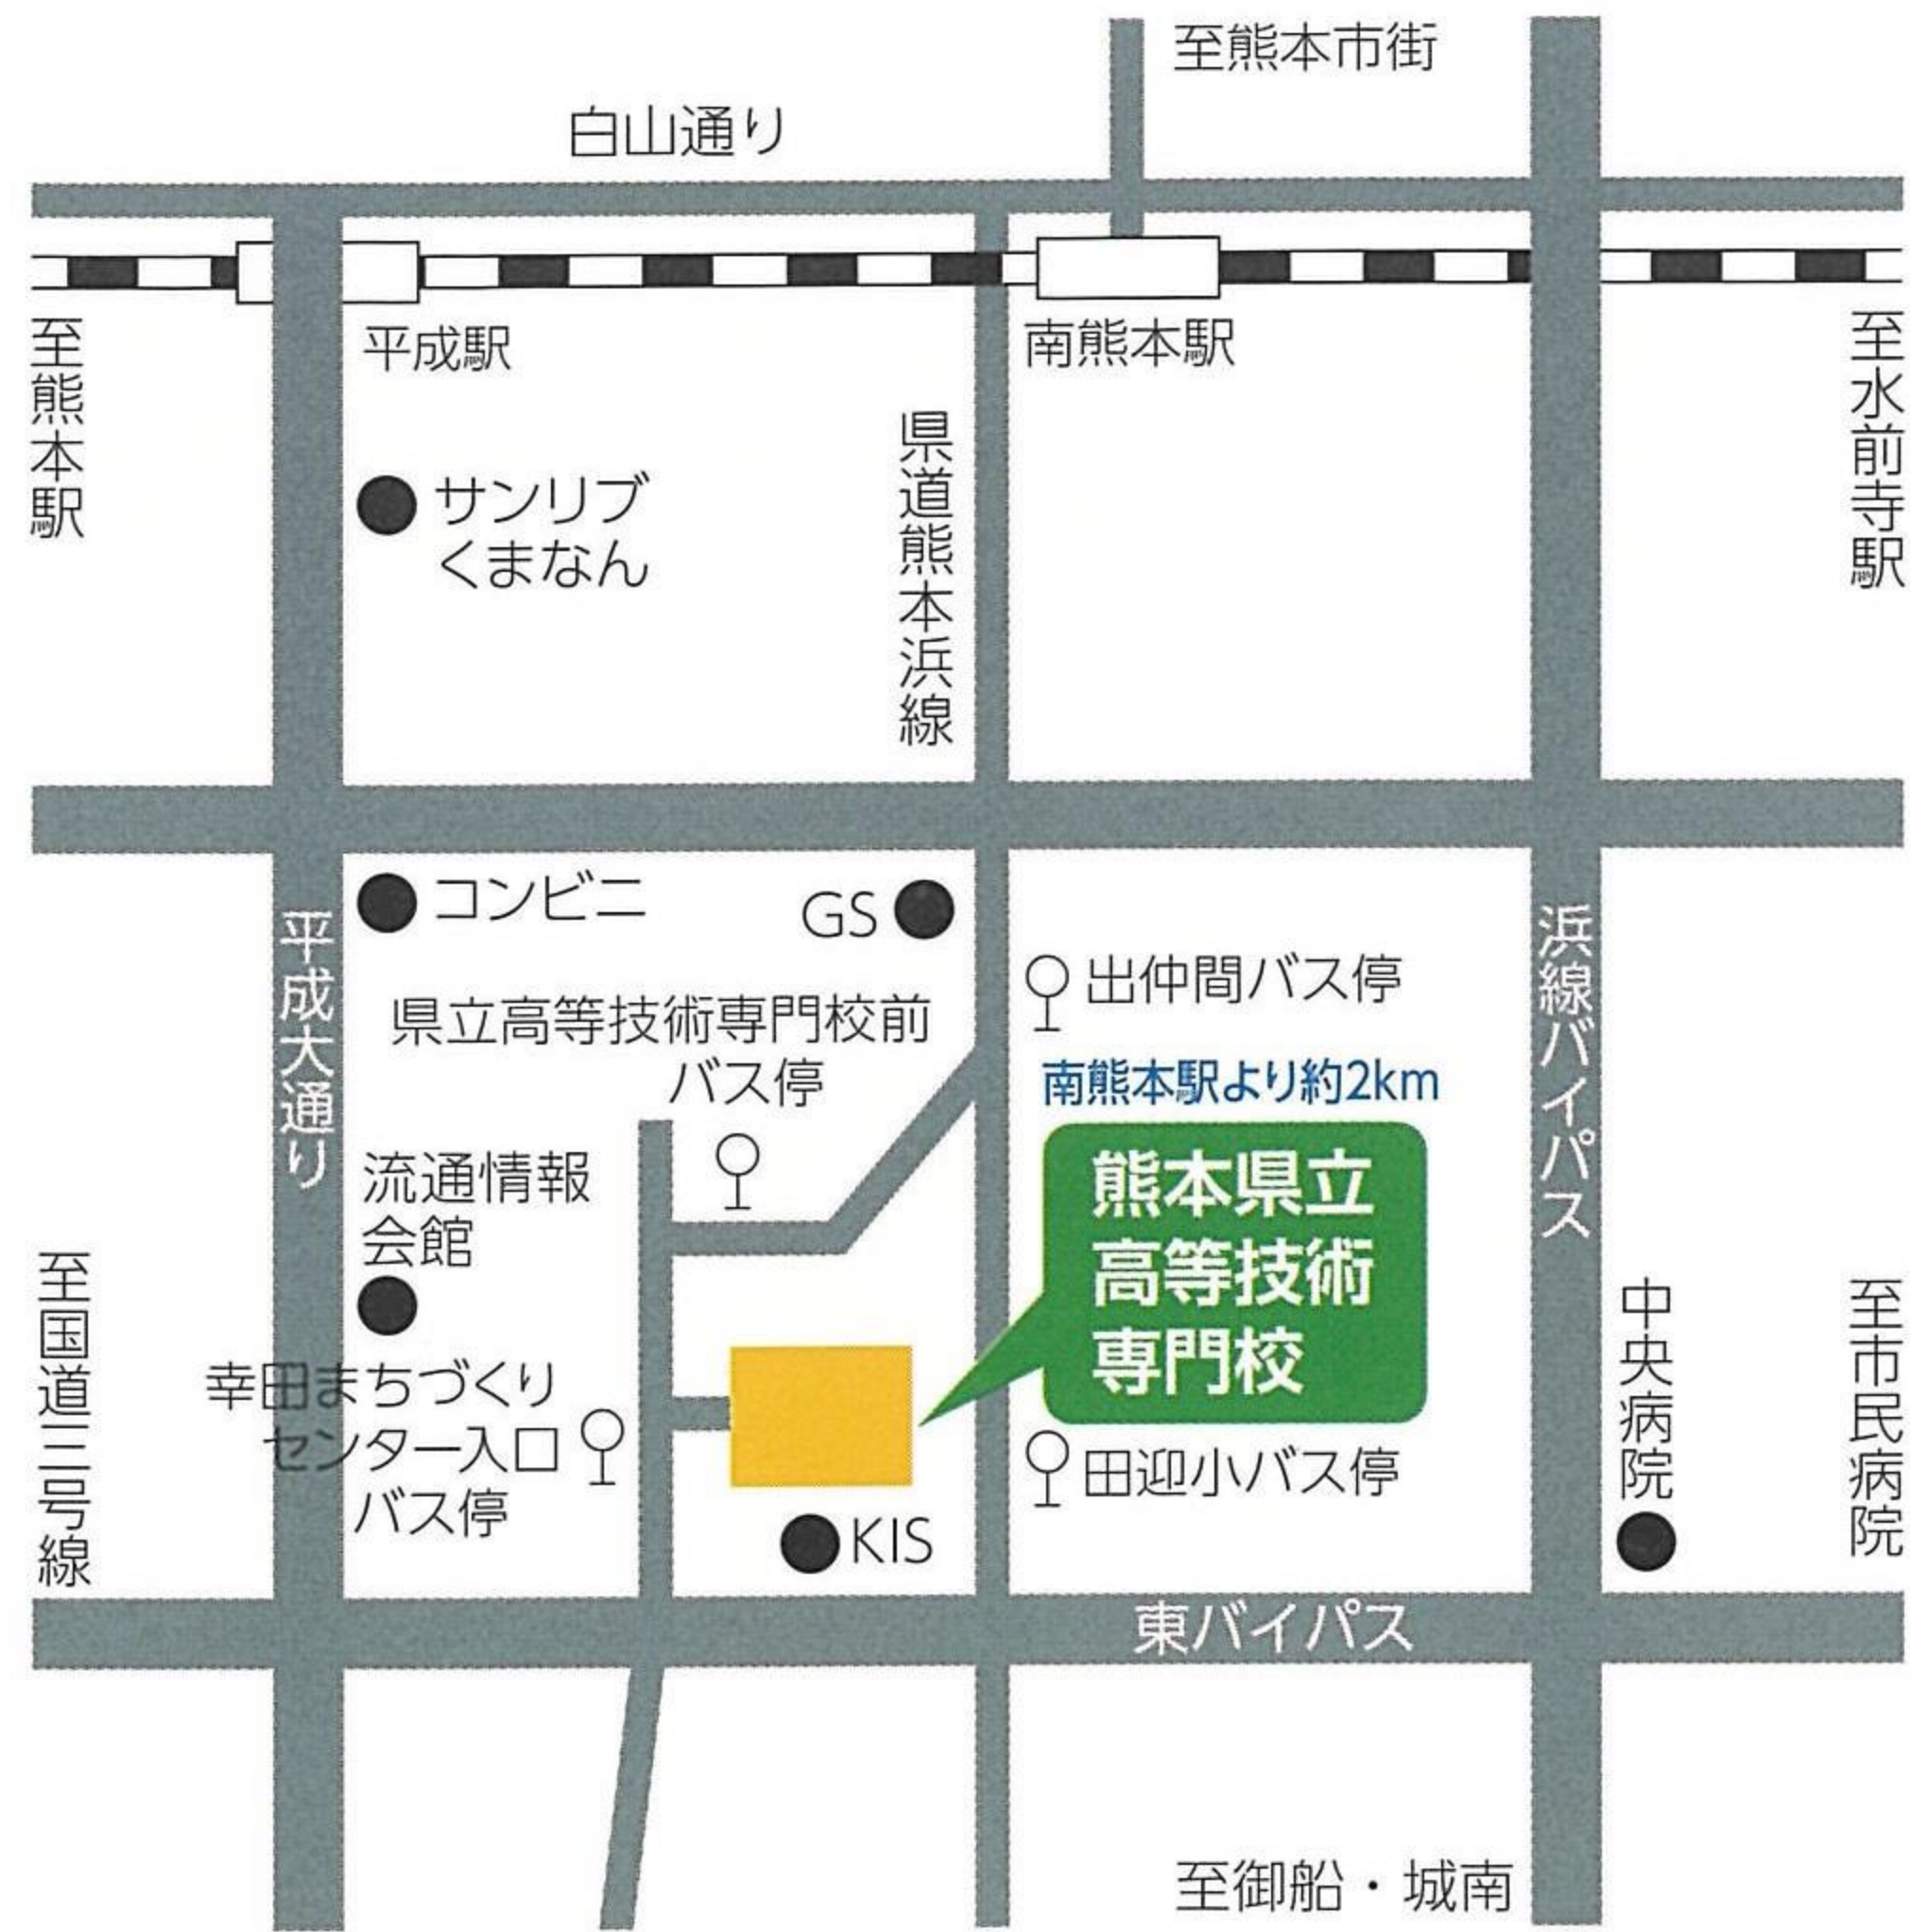 至熊本市街
白山通り
平成駅
南熊本駅
至熊本駅
至水前寺駅
県道熊本浜線
サンリブ
くまなん
コンビニ
GS
平成大通り
浜線バイパス
出仲間バス停
県立高等技術専門校前
バス停
南熊本駅より約2km
熊本県立
高等技術
専門校
流通情報
会館
至国道三号線
幸田まちづくり
センター入口
バス停
田迎小バス停
中央病院
至市民病院
KIS
東バイパス
至御船・城南